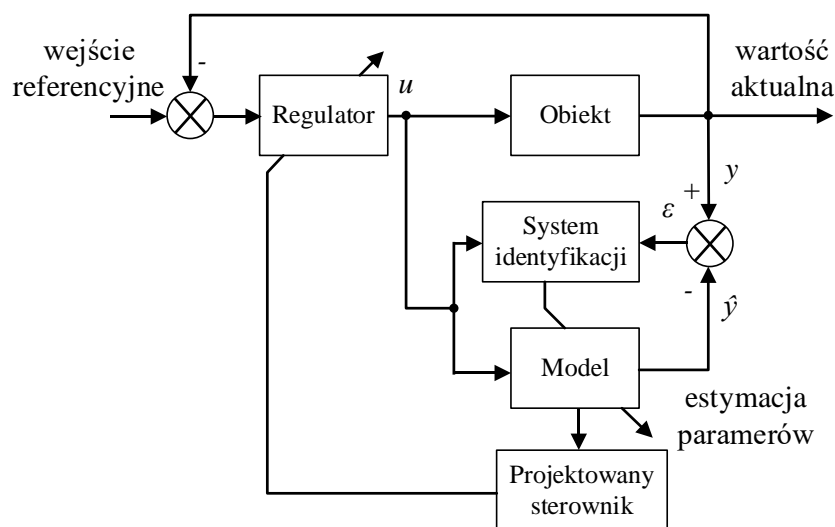 wejście
referencyjne
-
Regulator
u
Obiekt
wartość
aktualna
y
+
ε
System
identyfikacji
-
ŷ
Model
estymacja
paramerów
Projektowany
sterownik